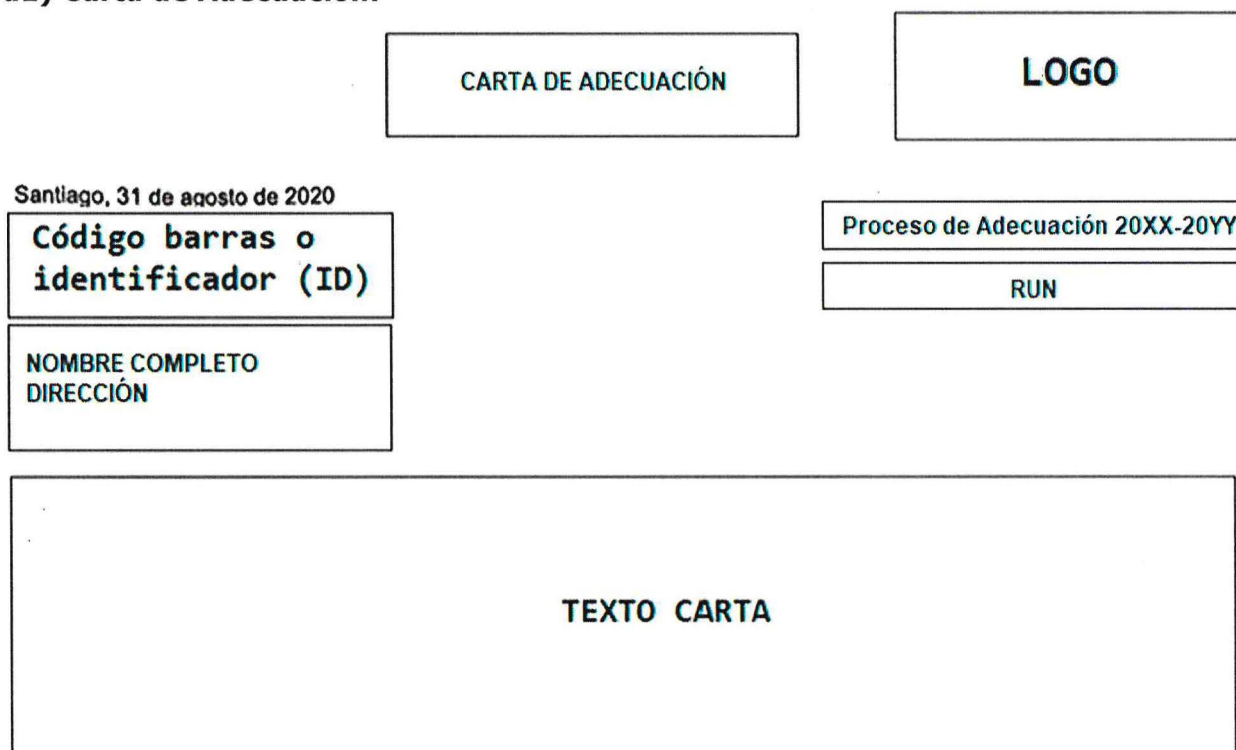 CARTA DE ADECUACIÓN
LOGO
Santiago, 31 de agosto de 2020
Código barras o
identificador (ID)
Proceso de Adecuación 20XX-20YY
RUN
NOMBRE COMPLETO
DIRECCIÓN
TEXTO CARTA